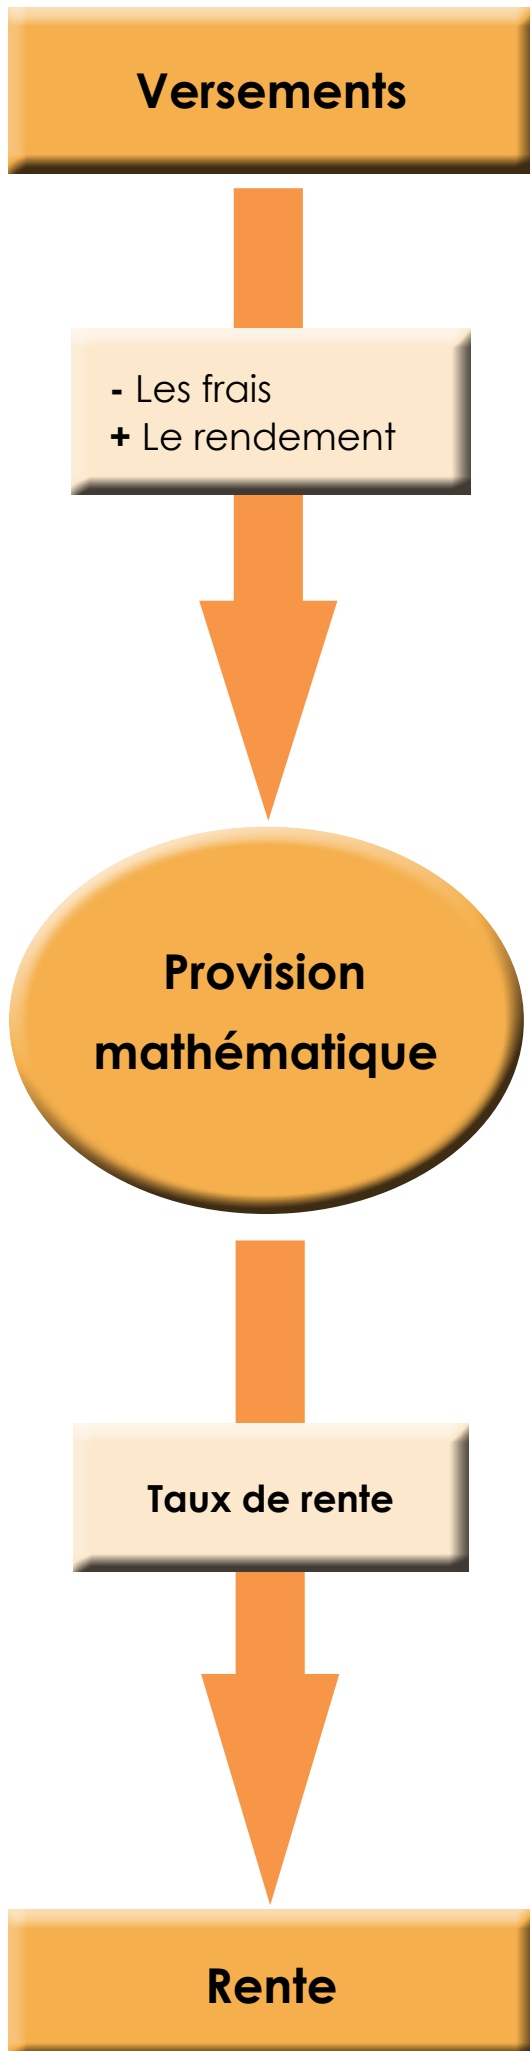 Versements
- Les frais
+ Le rendement
Provision
mathématique
Taux de rente
Rente